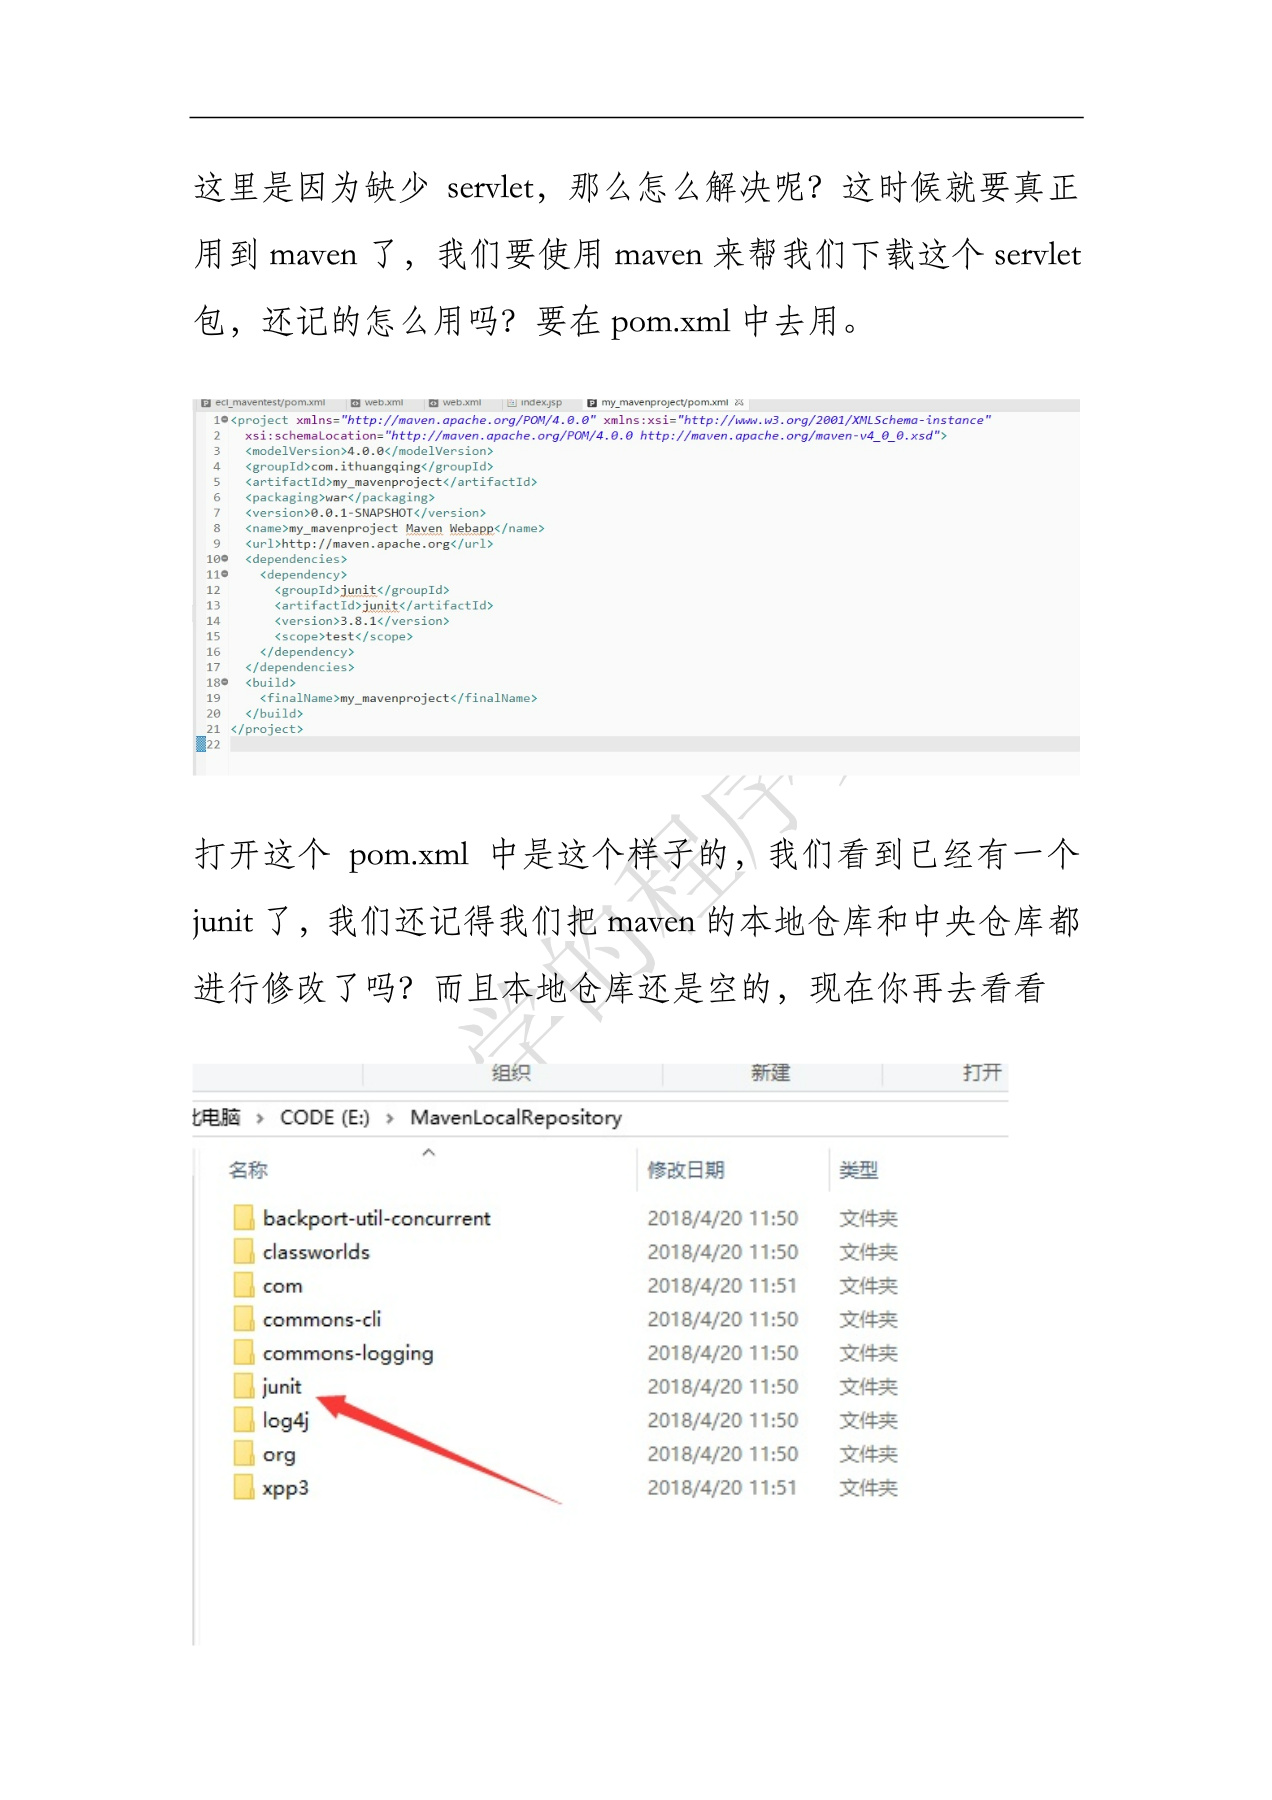 这里是因为缺少 servlet，那么怎么解决呢？这时候就要真正
用到 maven 了，我们要使用 maven 来帮我们下载这个 servlet
包，还记的怎么用吗？要在 pom.xml 中去用。
ecl_maventest/pom.xml web.xml web.xml index.jsp my_mavenproject/pom.xml
1 <project xmlns="http://maven.apache.org/POM/4.0.0" xmlns:xsi="http://www.w3.org/2001/XMLSchema-instance"
2 xsi:schemaLocation="http://maven.apache.org/POM/4.0.0 http://maven.apache.org/maven-v4_0_0.xsd">
3 <modelVersion>4.0.0</modelVersion>
4 <groupId>com.ithuangqing</groupId>
5 <artifactId>my_mavenproject</artifactId>
6 <packaging>war</packaging>
7 <version>0.0.1-SNAPSHOT</version>
8 <name>my_mavenproject Maven Webapp</name>
9 <url>http://maven.apache.org</url>
10 <dependencies>
11 <dependency>
12 <groupId>junit</groupId>
13 <artifactId>junit</artifactId>
14 <version>3.8.1</version>
15 <scope>test</scope>
16 </dependency>
17 </dependencies>
18 <build>
19 <finalName>my_mavenproject</finalName>
20 </build>
21 </project>
22
打开这个 pom.xml 中是这个样子的，我们看到已经有一个
junit 了，我们还记得我们把 maven 的本地仓库和中央仓库都
进行修改了吗？而且本地仓库还是空的，现在你再去看看
学的程序
组织 新建 打开
电脑 > CODE (E:) > MavenLocalRepository
名称 修改日期 类型
backport-util-concurrent 2018/4/20 11:50 文件夹
classworlds 2018/4/20 11:50 文件夹
com 2018/4/20 11:51 文件夹
commons-cli 2018/4/20 11:50 文件夹
commons-logging 2018/4/20 11:50 文件夹
junit 2018/4/20 11:50 文件夹
log4j 2018/4/20 11:50 文件夹
org 2018/4/20 11:50 文件夹
xpp3 2018/4/20 11:51 文件夹